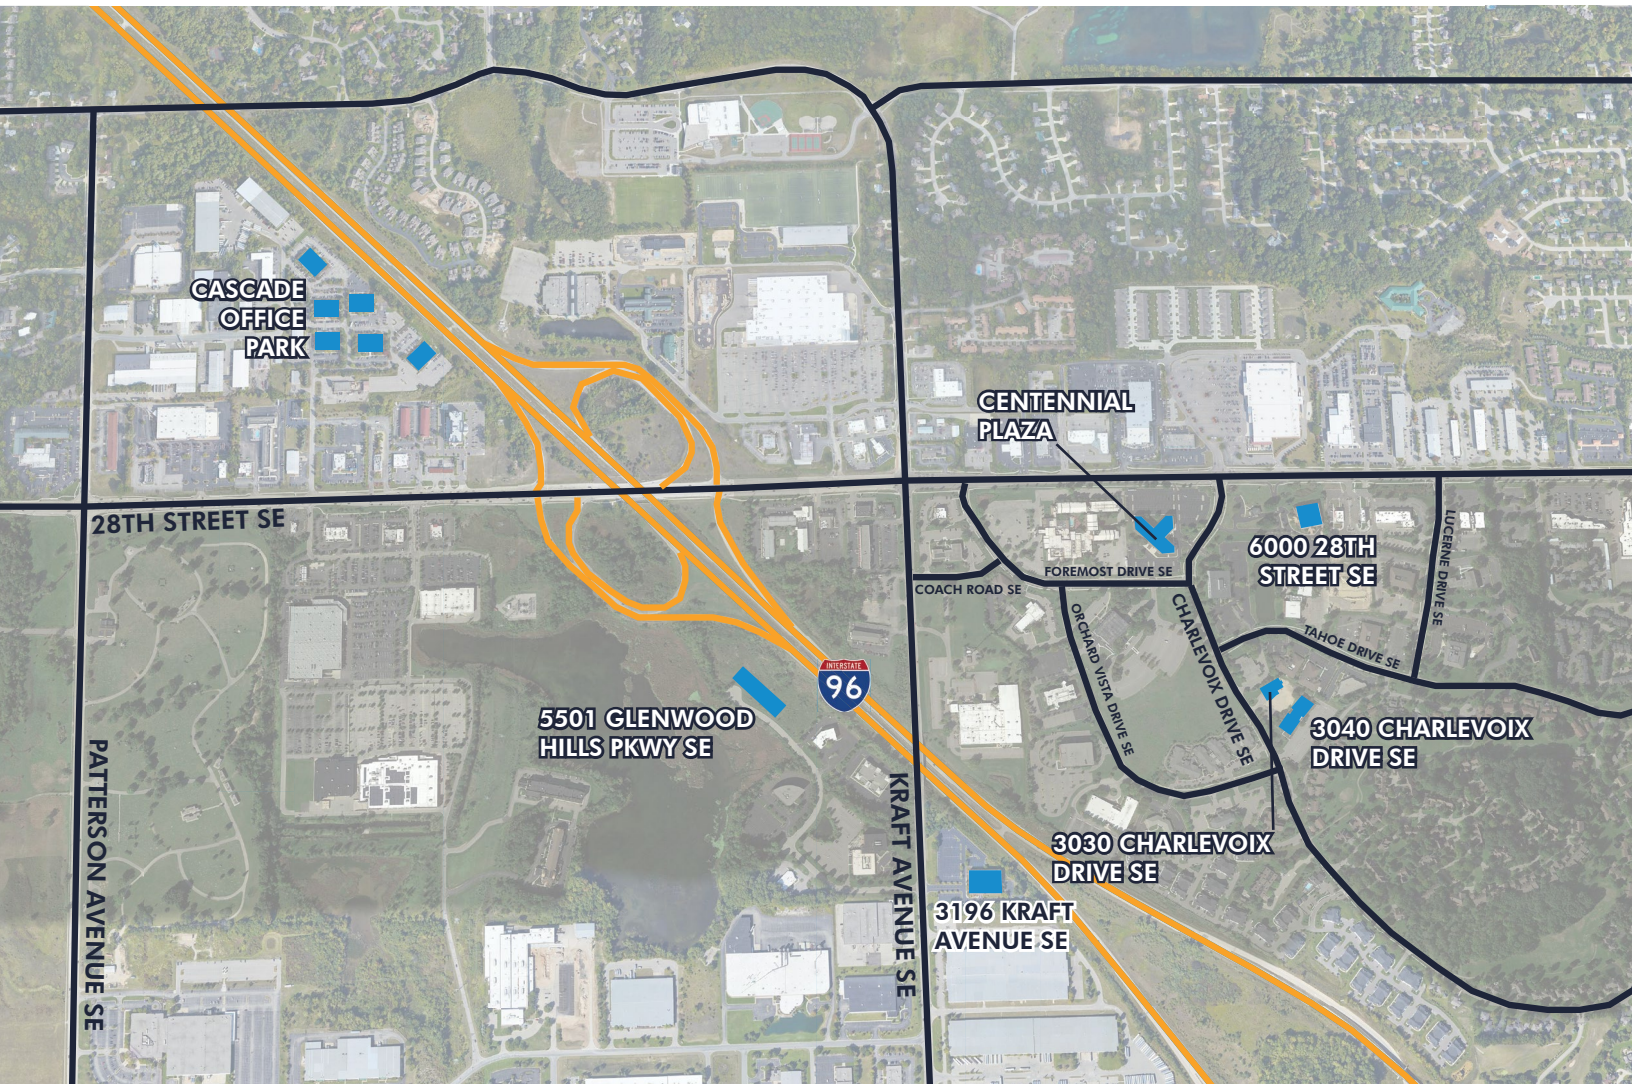 CASCADE
OFFICE
PARK
CENTENNIAL
PLAZA
28TH STREET SE
6000 28TH
STREET SE
LUCERNE DRIVE SE
FOREMOST DRIVE SE
COACH ROAD SE
ORCHARD VISTA DRIVE SE
CHARLEVOIX DRIVE SE
TAHOE DRIVE SE
INTERSTATE
96
5501 GLENWOOD
HILLS PKWY SE
3040 CHARLEVOIX
DRIVE SE
PATTERSON AVENUE SE
KRAFT AVENUE SE
3030 CHARLEVOIX
DRIVE SE
3196 KRAFT
AVENUE SE